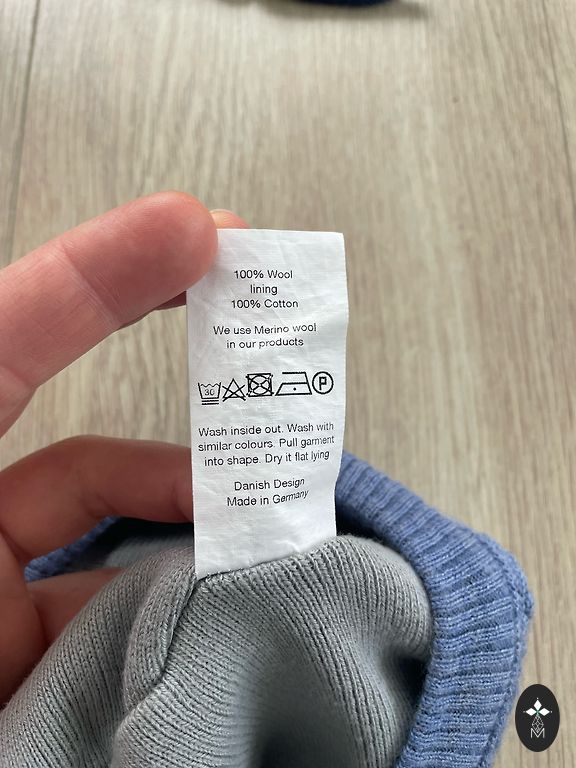 100% Wool
lining
100% Cotton
We use Merino wool
in our products
30
P
Wash inside out. Wash with
similar colours. Pull garment
into shape. Dry it flat lying
Danish Design
Made in Germany
M